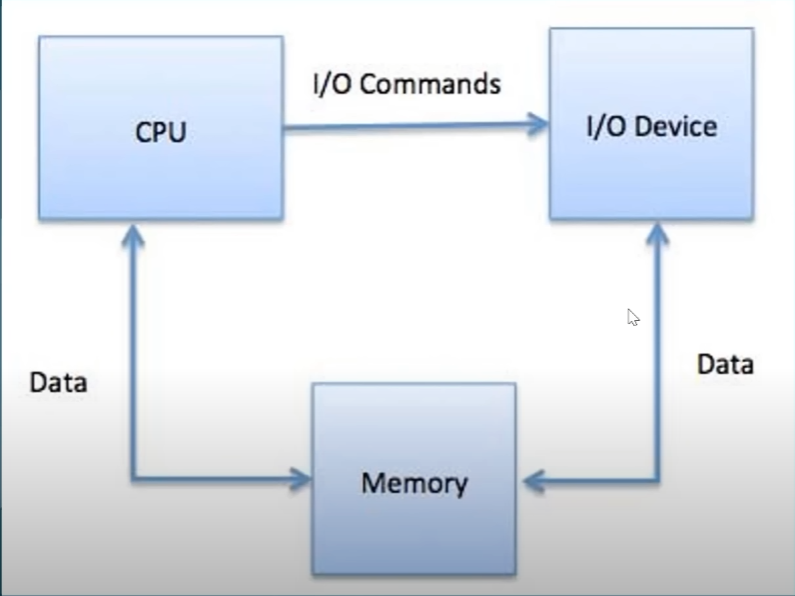 I/O Commands
CPU
I/O Device
Data
Data
Memory